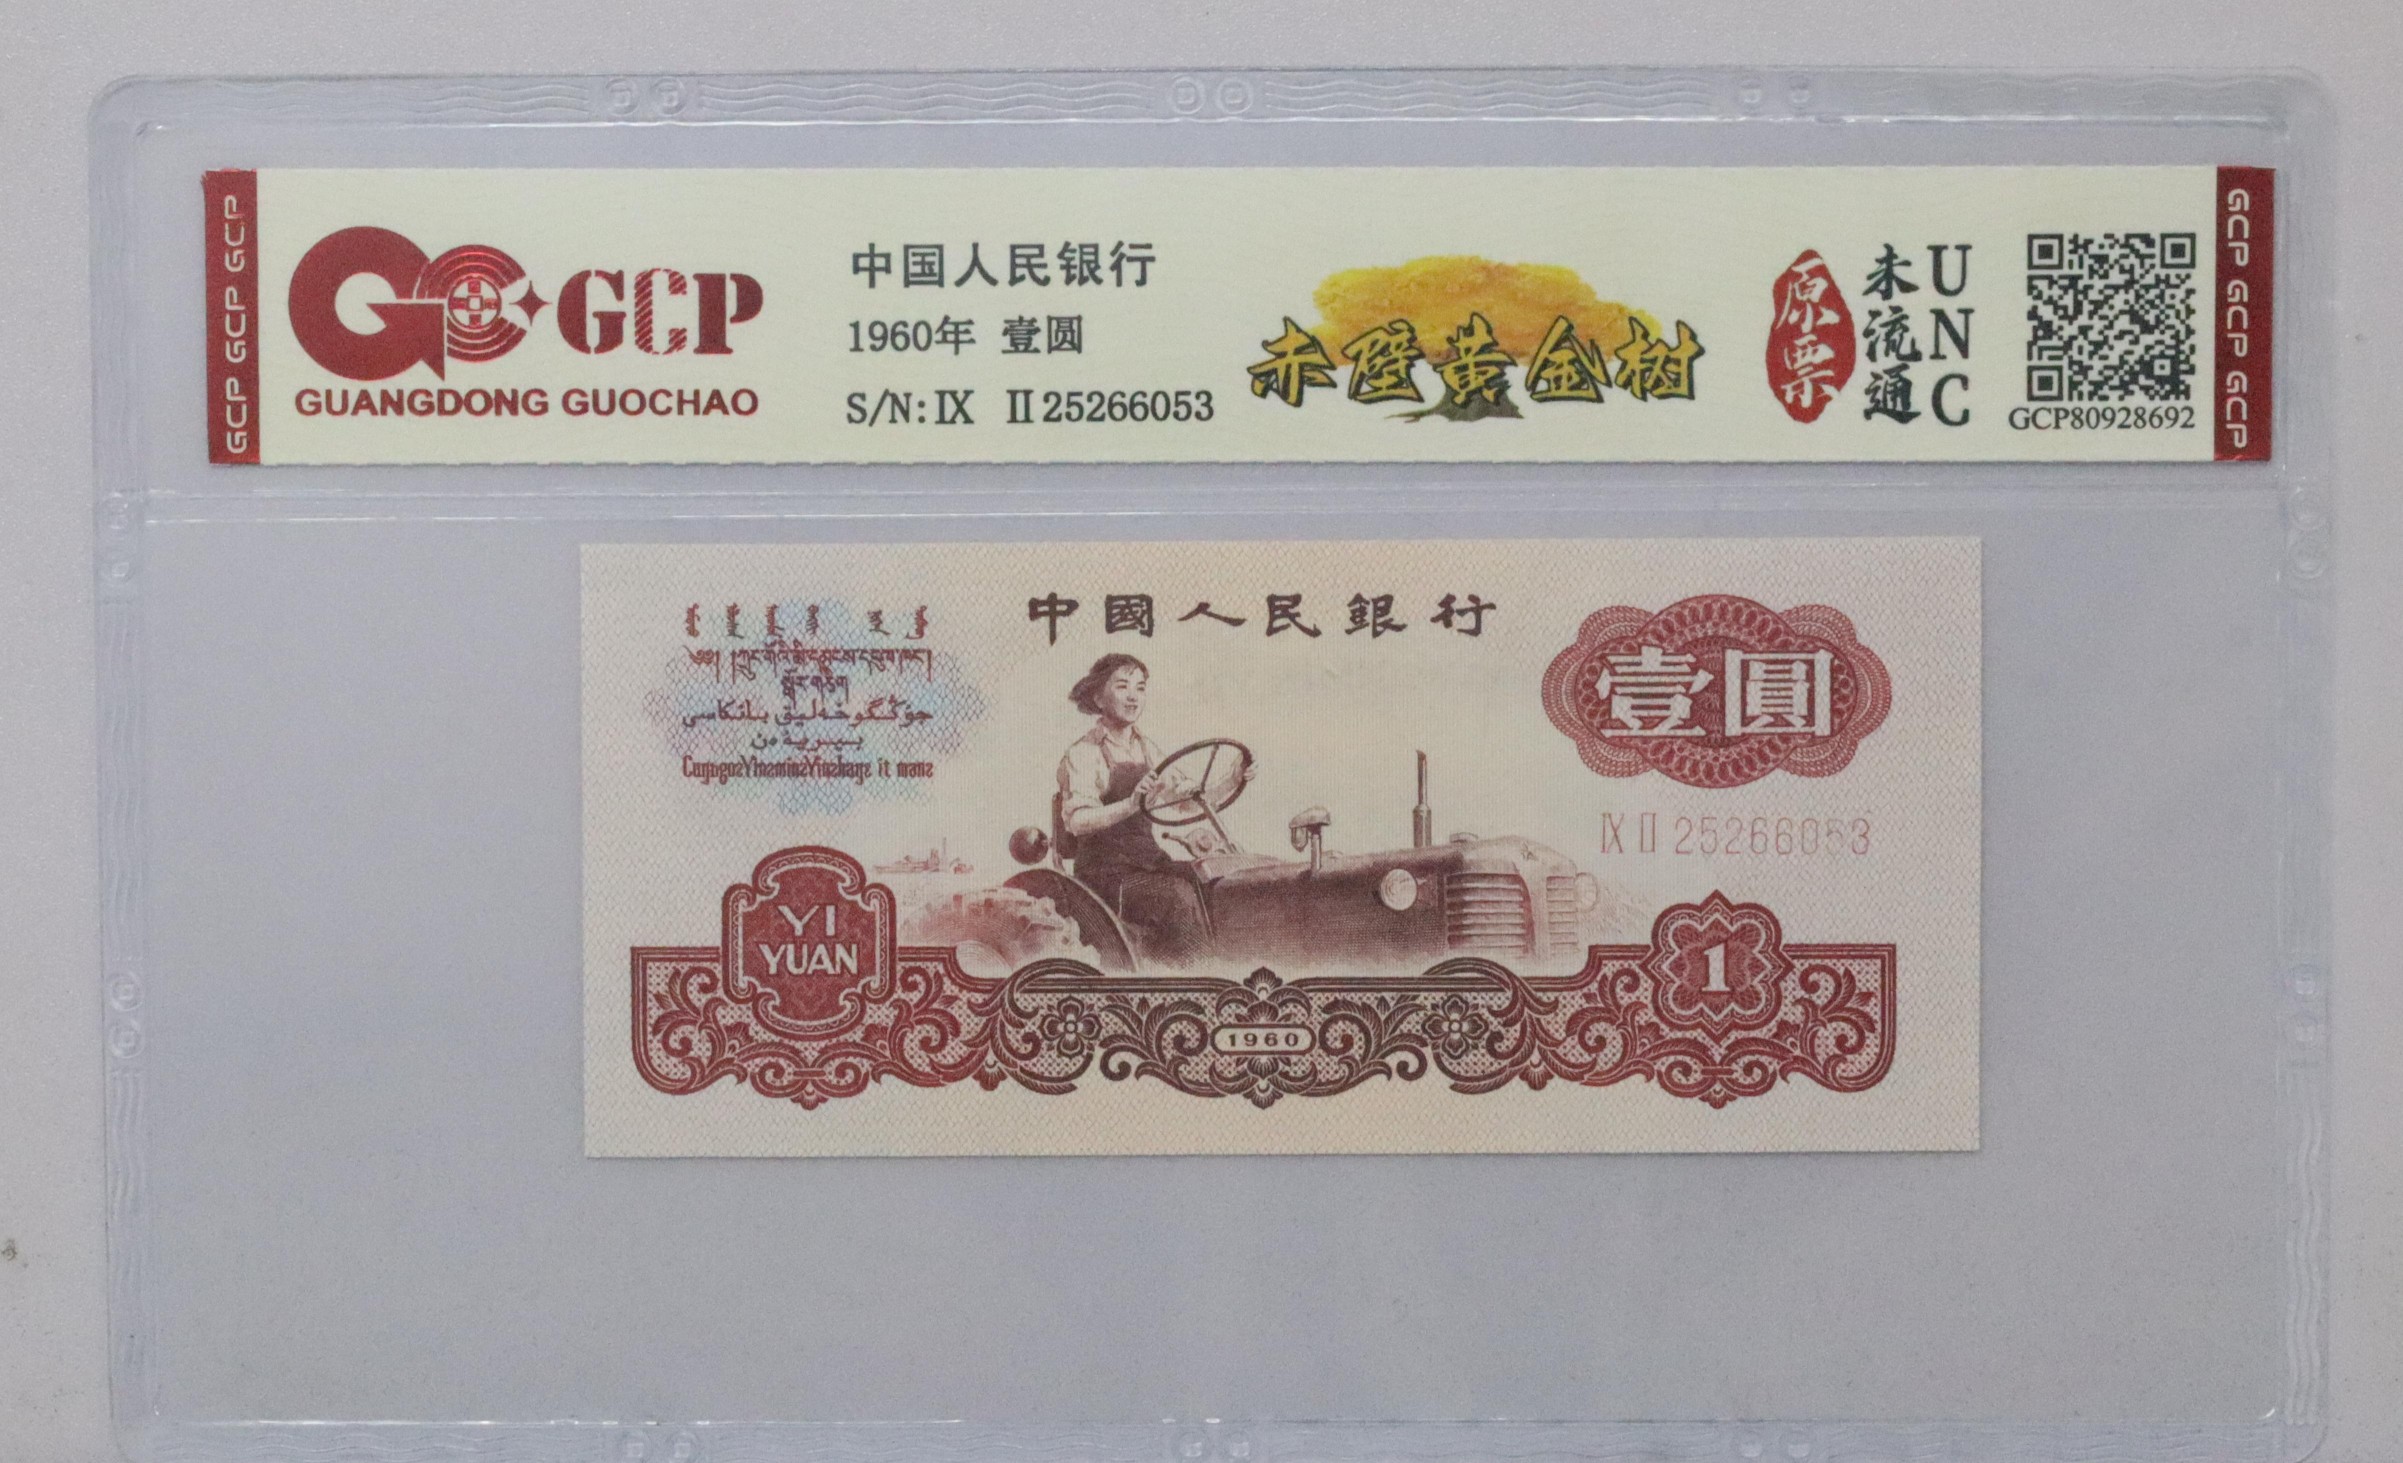 GCP GCP GCP
GCP
GUANGDONG GUOCHAO
中国人民银行
1960年 壹圆
S/N:IX II 25266053
赤壁黄金树
原票
未流通
UNC
GCP80928692
GCP GCP GCP
中國人民銀行
壹圓
IX II 25266053
YI
YUAN
1960
1